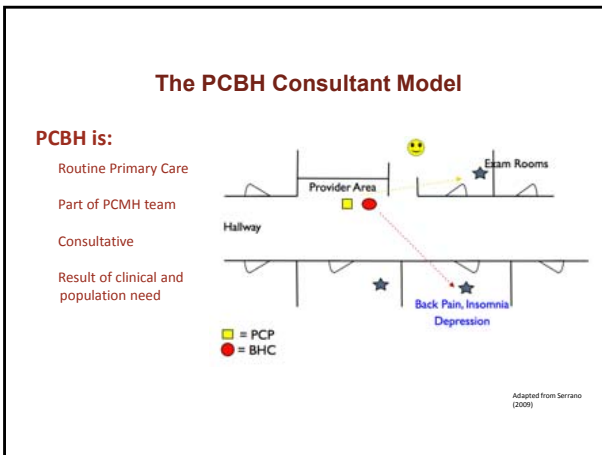 The PCBH Consultant Model
PCBH is:
Routine Primary Care
Part of PCMH team
Consultative
Result of clinical and
population need
Exam Rooms
Provider Area
Hallway
Back Pain, Insomnia
Depression
= PCP
= BHC
Adapted from Serrano
(2009)